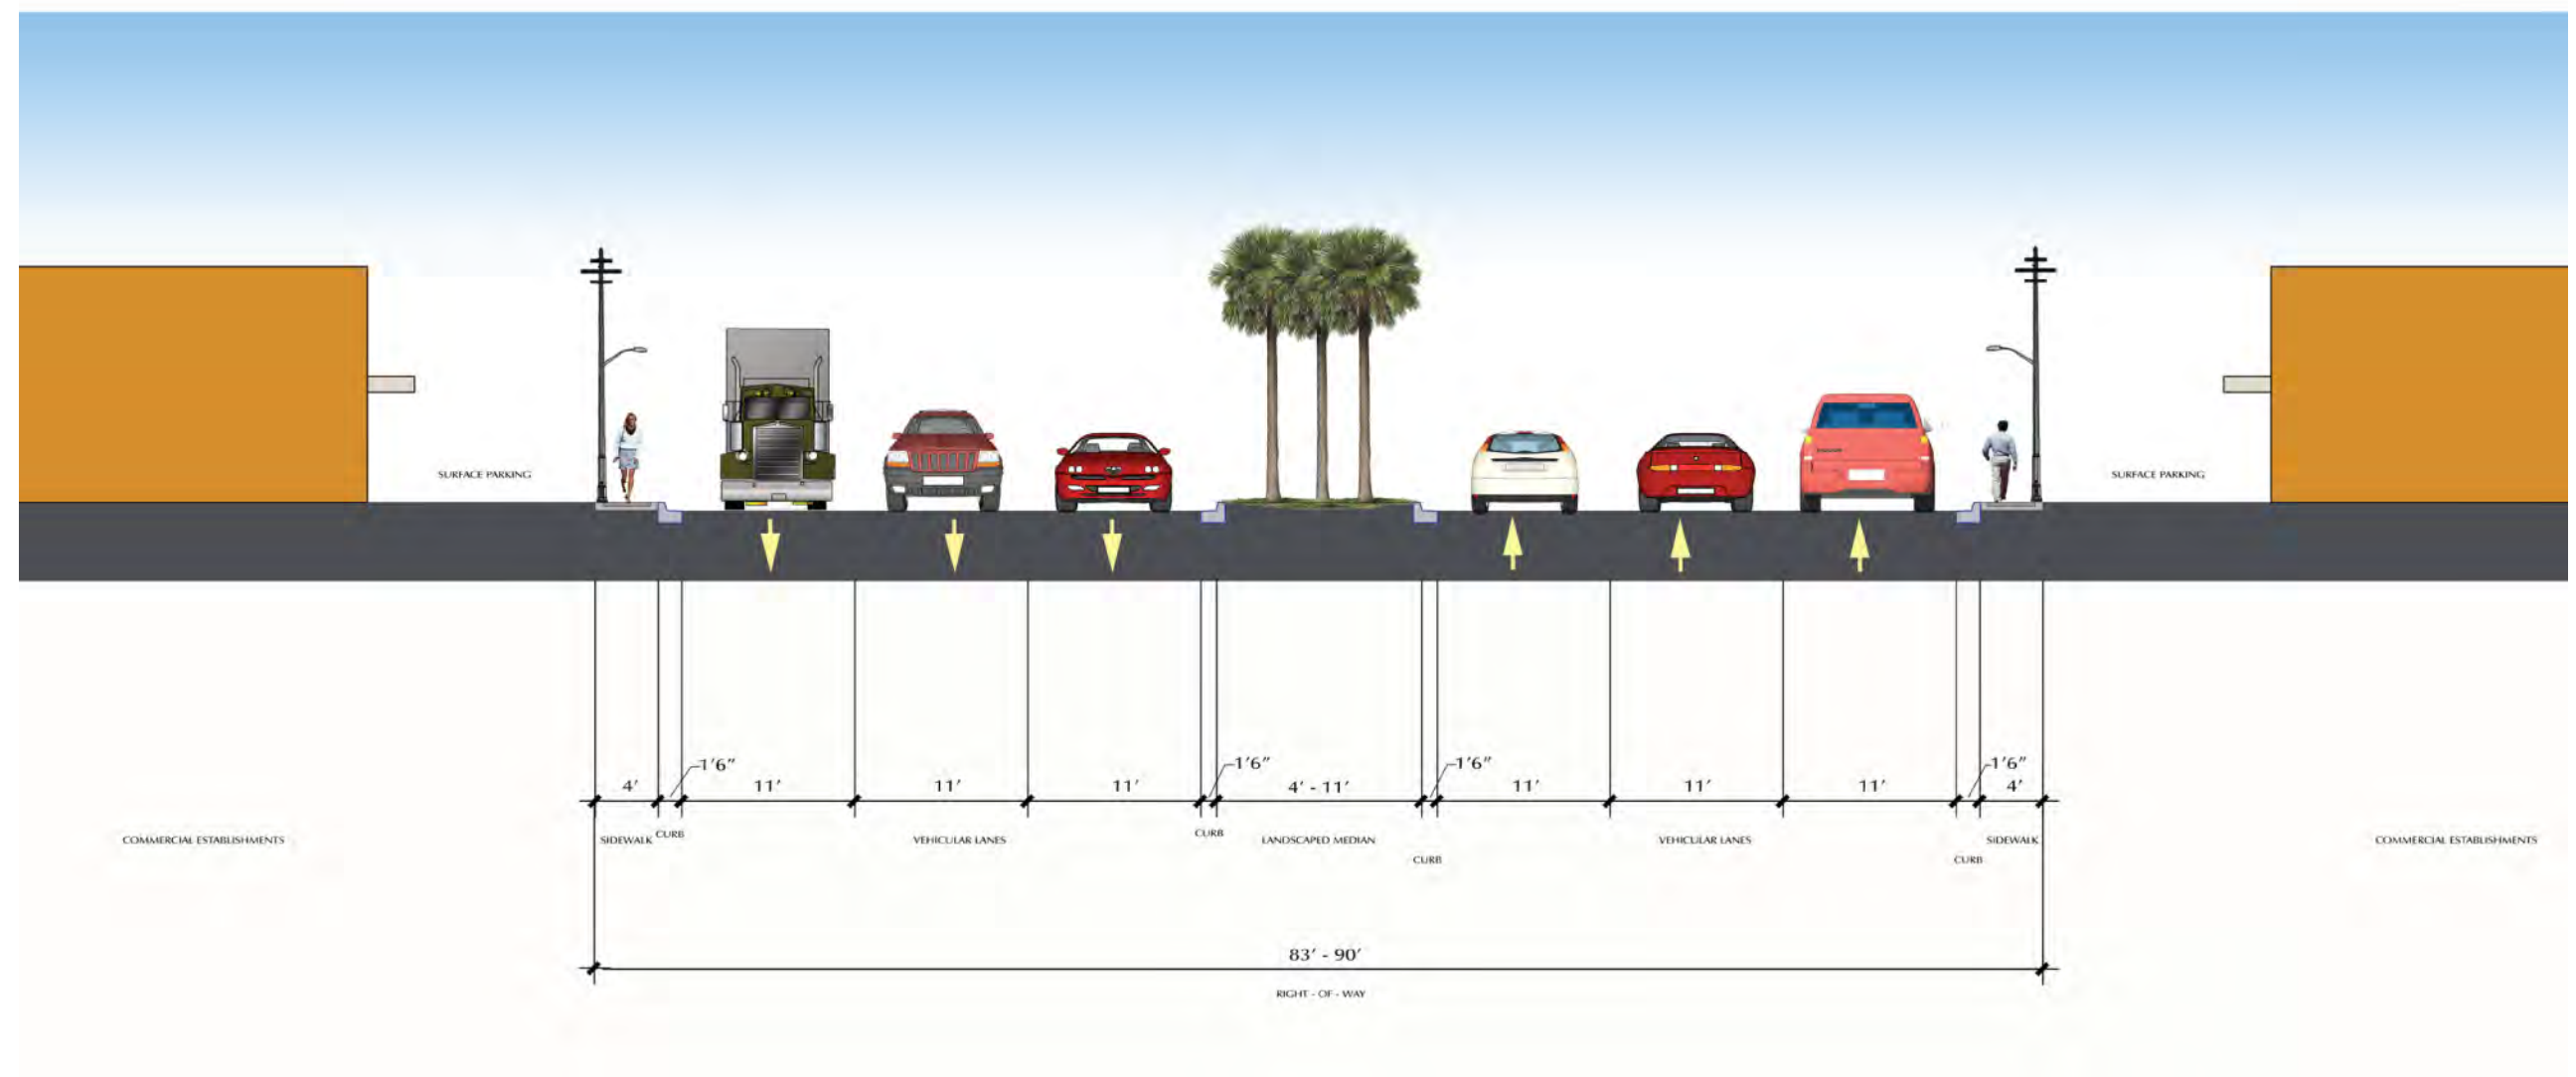 SURFACE PARKING
SURFACE PARKING
1'6"
1'6"
1'6"
1'6"
4'
11'
11'
11'
4' - 11'
11'
11'
11'
4'
COMMERCIAL ESTABLISHMENTS
SIDEWALK
CURB
VEHICULAR LANES
CURB
LANDSCAPED MEDIAN
CURB
VEHICULAR LANES
CURB
SIDEWALK
COMMERCIAL ESTABLISHMENTS
83' - 90'
RIGHT - OF - WAY